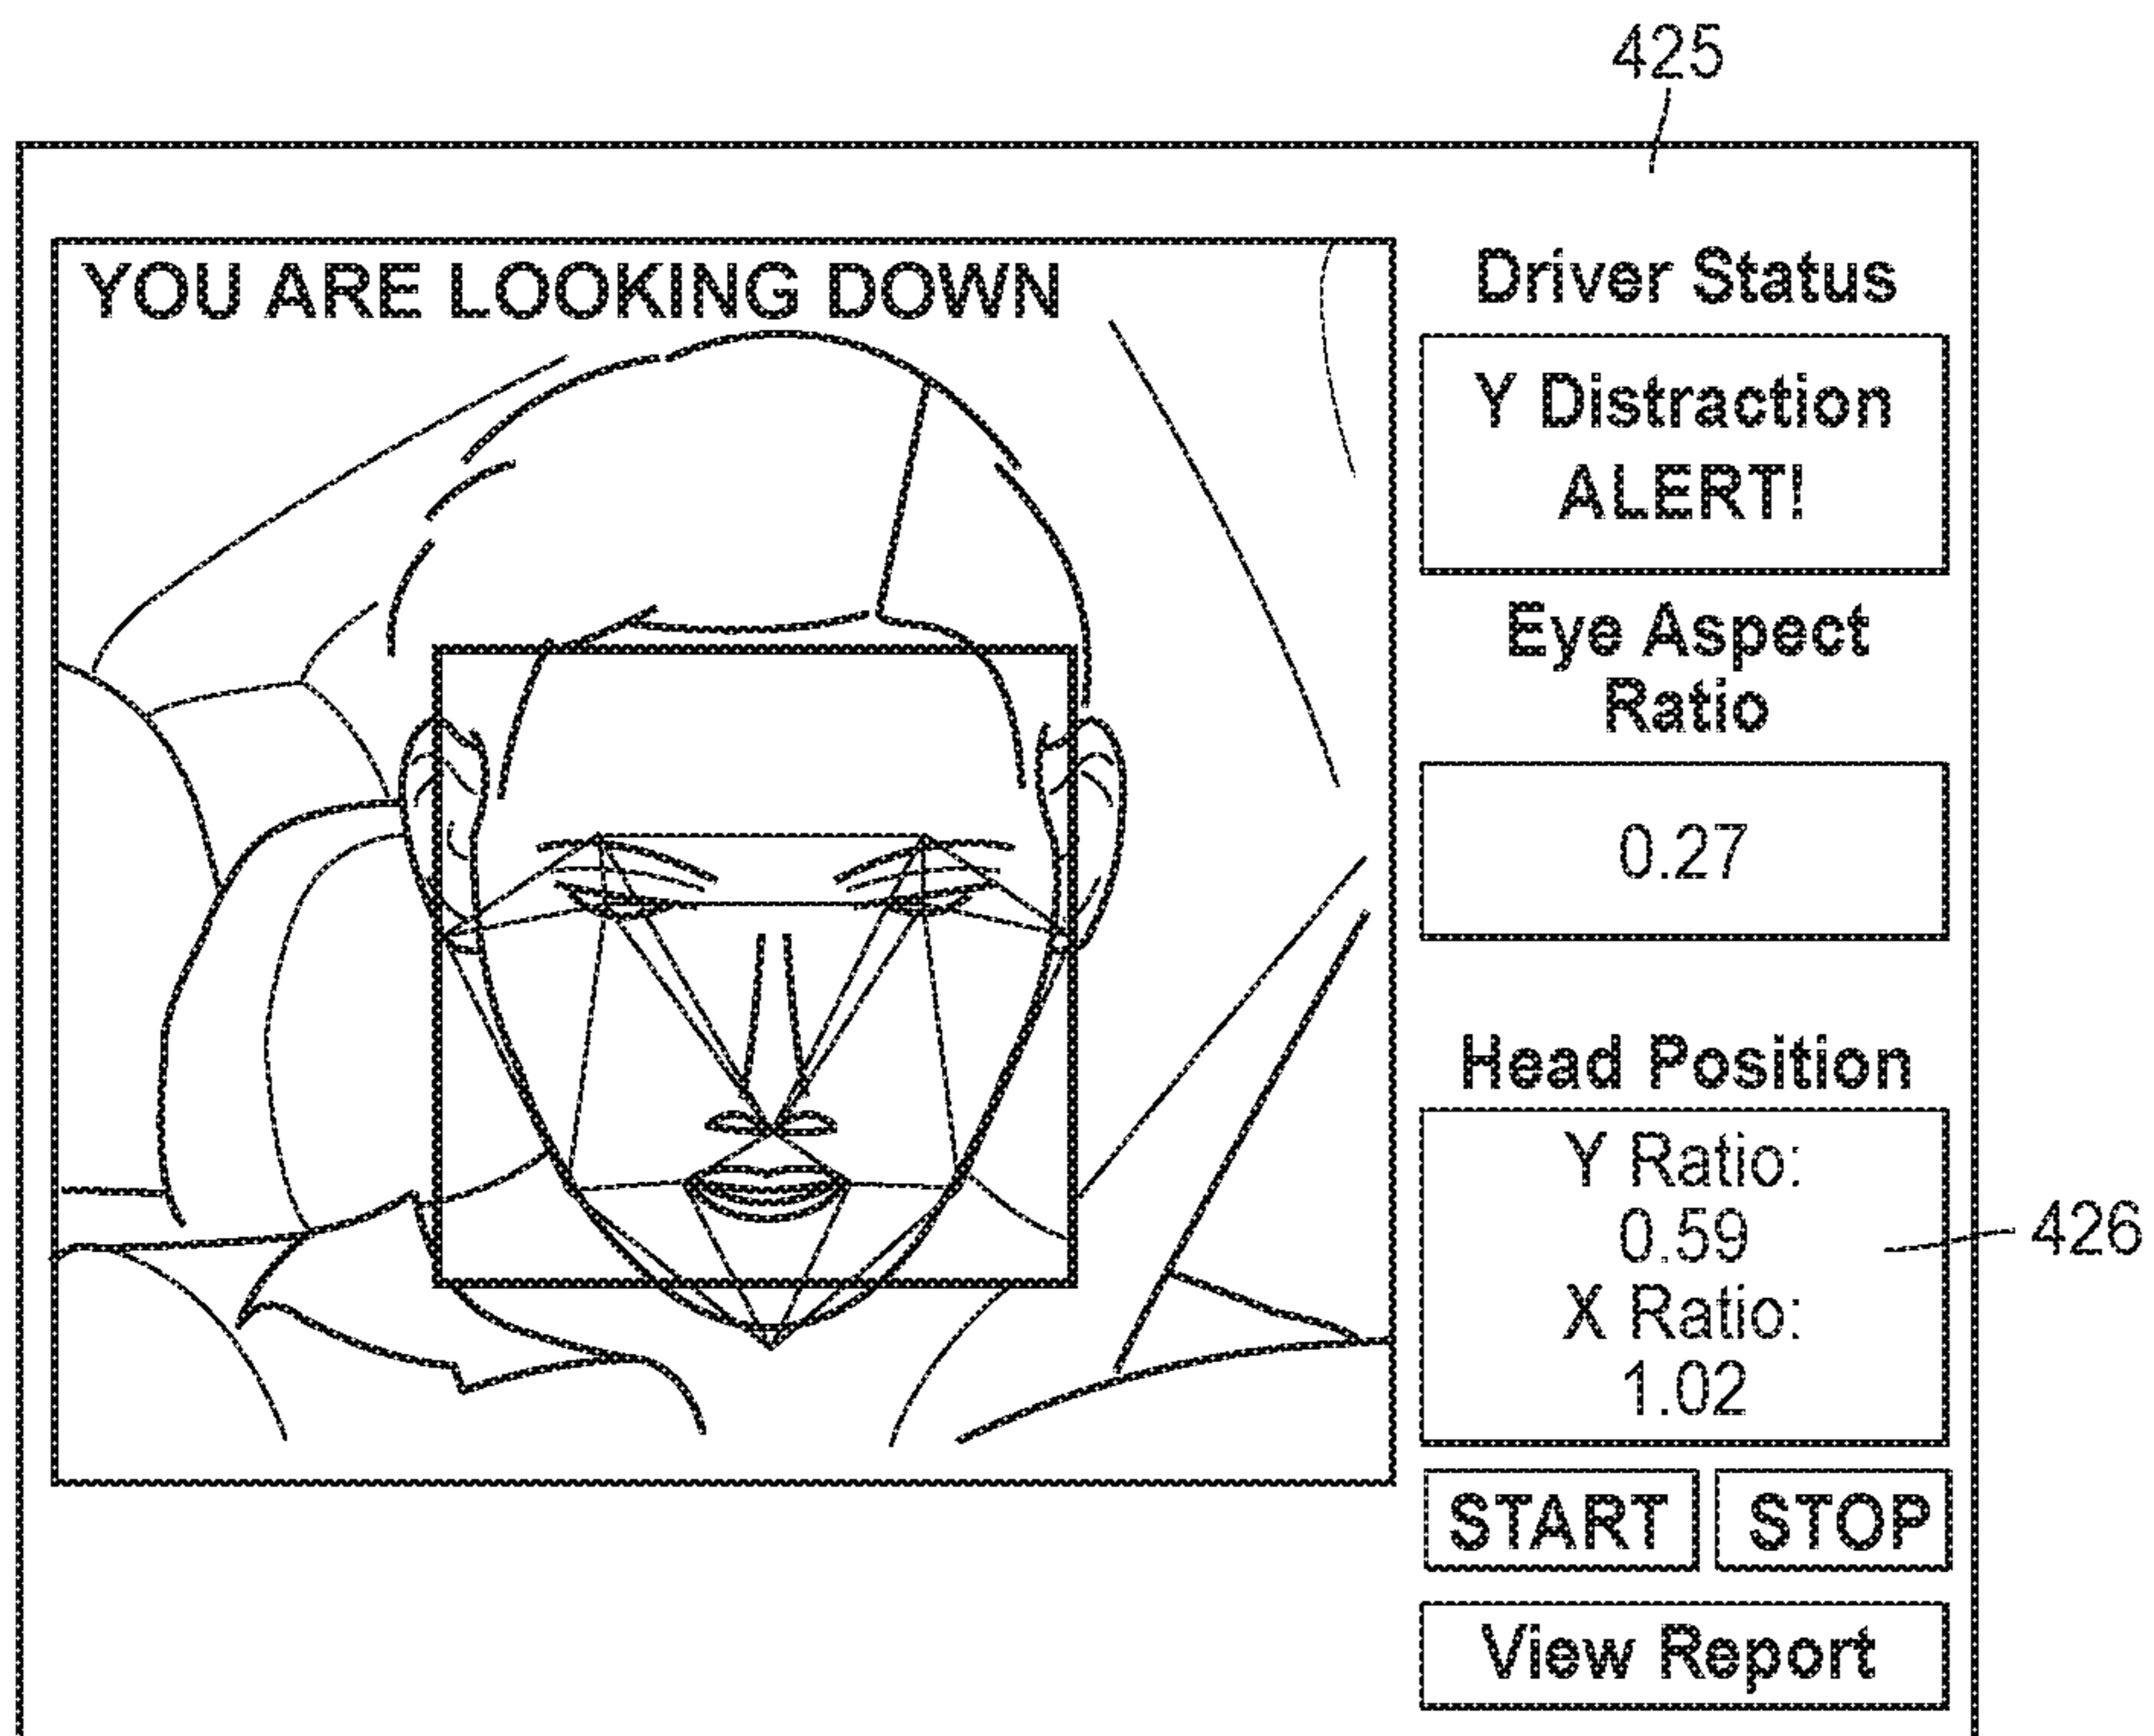 425
YOU ARE LOOKING DOWN
Driver Status
Y Distraction
ALERT!
Eye Aspect
Ratio
0.27
Head Position
Y Ratio:
0.59
X Ratio:
1.02
426
START
STOP
View Report